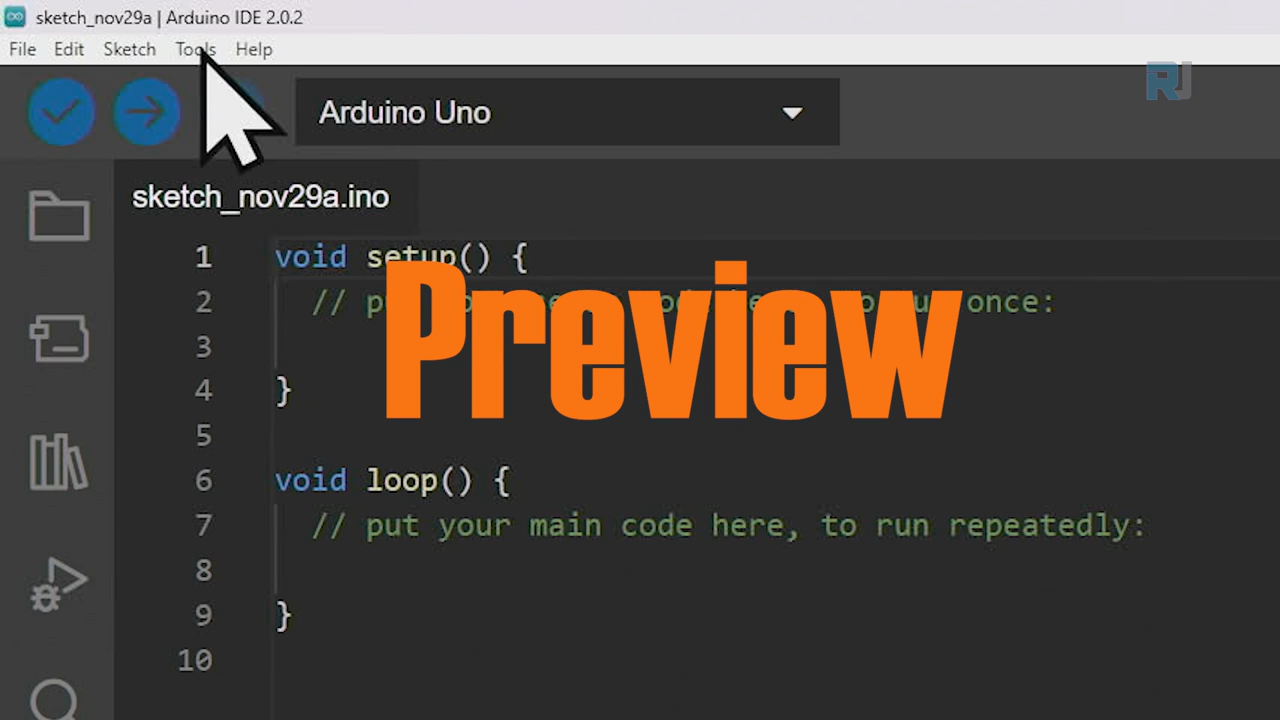 sketch_nov29a | Arduino IDE 2.0.2
File Edit Sketch Tools Help
RJ
Arduino Uno
sketch_nov29a.ino
1 void setup() {
2 // once:
3
4 }
5
6 void loop() {
7 // put your main code here, to run repeatedly:
8
9 }
10
Preview